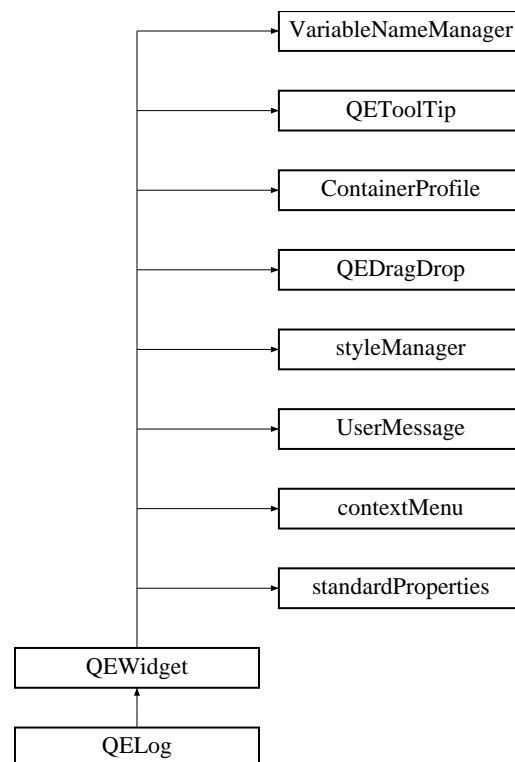 VariableNameManager
QEToolTip
ContainerProfile
QEDragDrop
styleManager
UserMessage
contextMenu
standardProperties
QEWidget
QELog